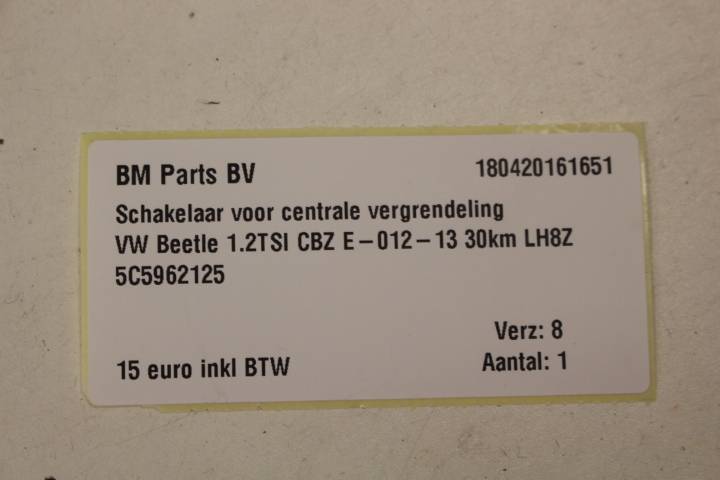 BM Parts BV 180420161651
Schakelaar voor centrale vergrendeling
VW Beetle 1.2TSI CBZ E-012-13 30km LH8Z
5C5962125
Verz: 8
15 euro inkl BTW Aantal: 1